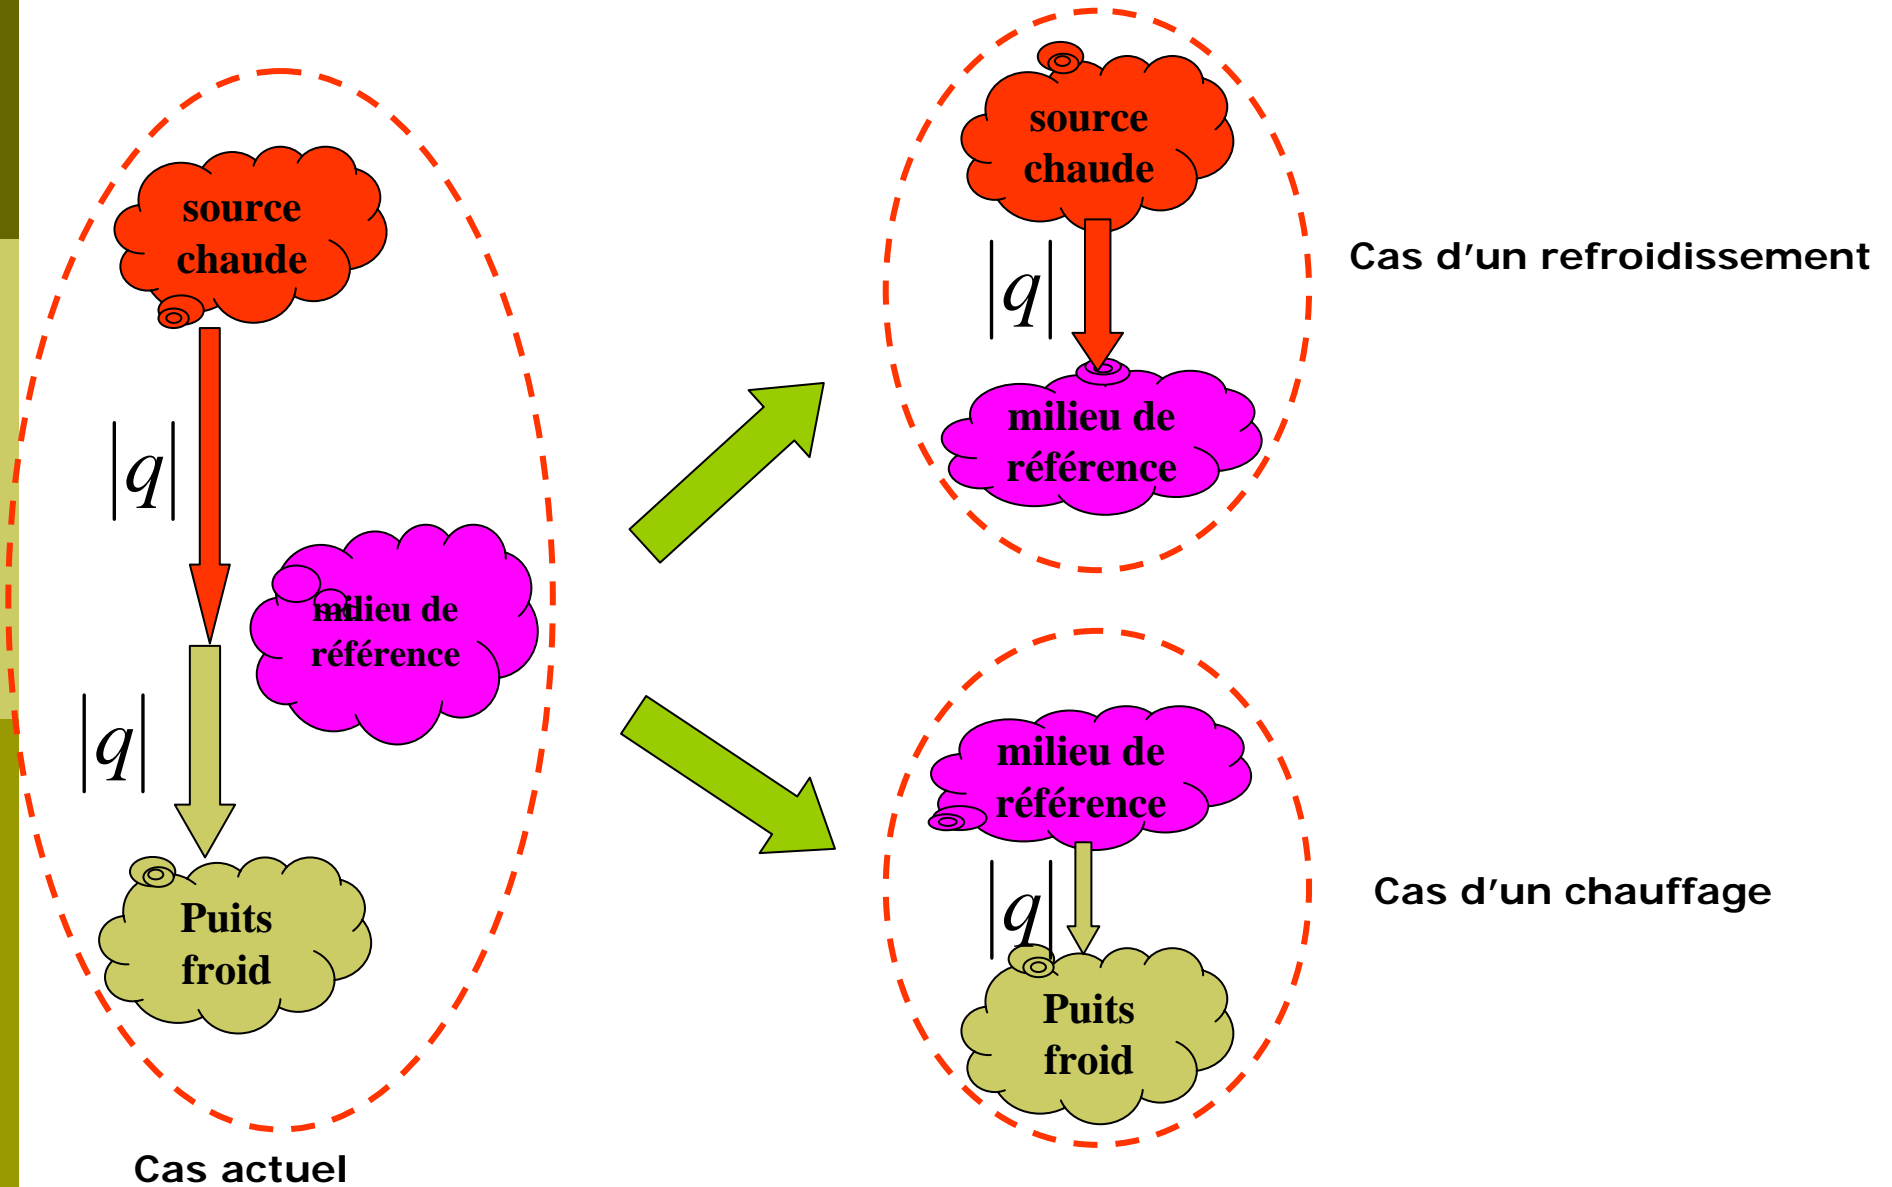 source
chaude
|q|
milieu de
référence
|q|
Puits
froid
Cas actuel
source
chaude
|q|
milieu de
référence
Cas d'un refroidissement
milieu de
référence
|q|
Puits
froid
Cas d'un chauffage